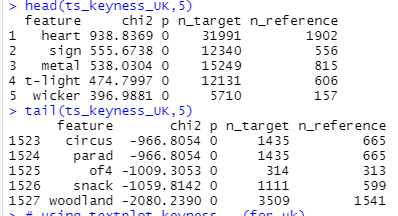 > head(ts_keyness_UK,5)
feature chi2 p n_target n_reference
1 heart 938.8369 0 31991 1902
2 sign 555.6738 0 12340 556
3 metal 538.0304 0 15249 815
4 t-light 474.7997 0 12131 606
5 wicker 396.9881 0 5710 157
> tail(ts_keyness_UK,5)
feature chi2 p n_target n_reference
1523 circus -966.8054 0 1435 665
1524 parad -966.8054 0 1435 665
1525 of4 -1009.3053 0 314 313
1526 snack -1059.8142 0 1111 599
1527 woodland -2080.2390 0 3509 1541
> # using textplot_keyness (for uk)